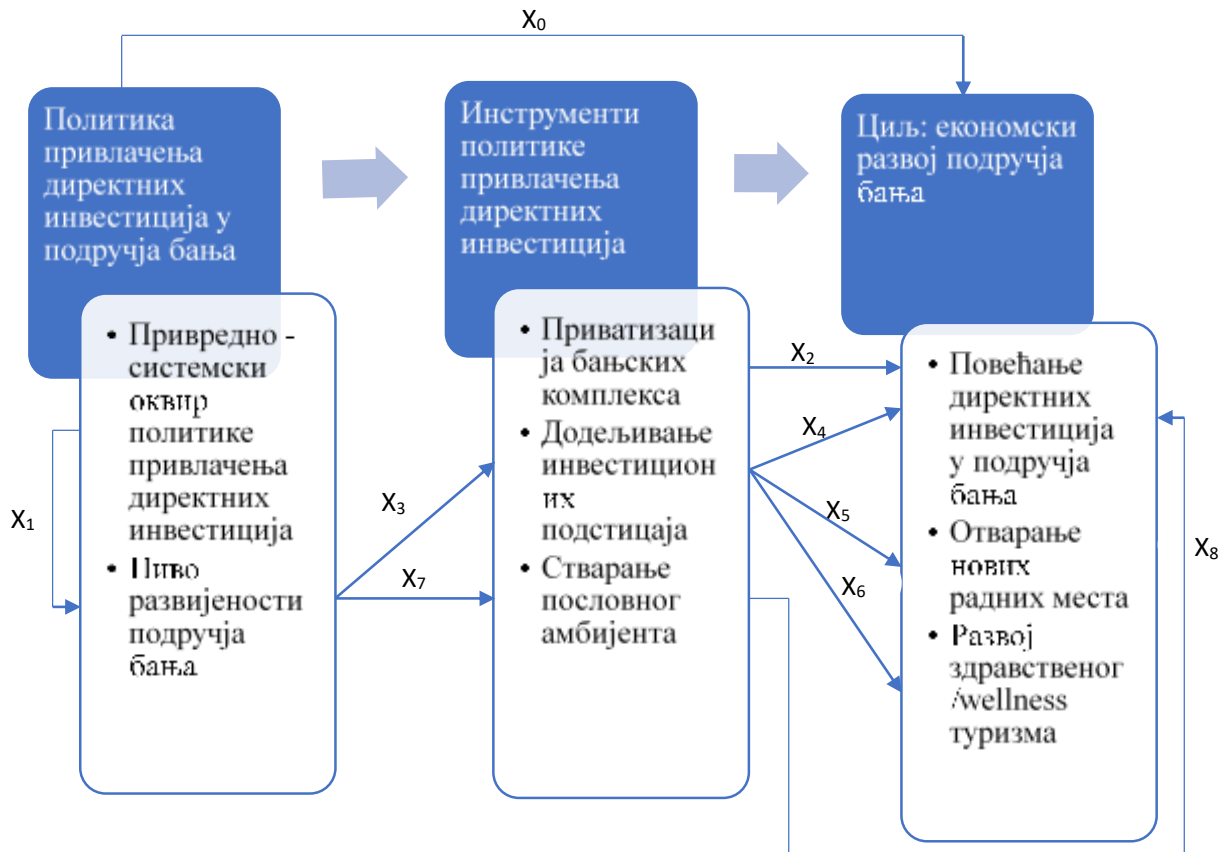 X₀
Политика
привлачења
директних
инвестиција у
подручја бања
Инструменти
политике
привлачења
директних
инвестиција
Циљ: економски
развој подручја
бања
• Привредно -
системски
оквир
политике
привлачења
директних
инвестиција
• Ниво
развијености
подручја
бања
X₁
X₃
X₇
• Приватизаци
ја бањских
комплекса
• Додељивање
инвестицион
их
подстицаја
• Стварање
пословног
амбијента
X₂
X₄
X₅
X₆
• Повећање
директних
инвестиција
у подручја
бања
• Отварање
нових
радних места
• Развој
здравственог
/wellness
туризма
X₈